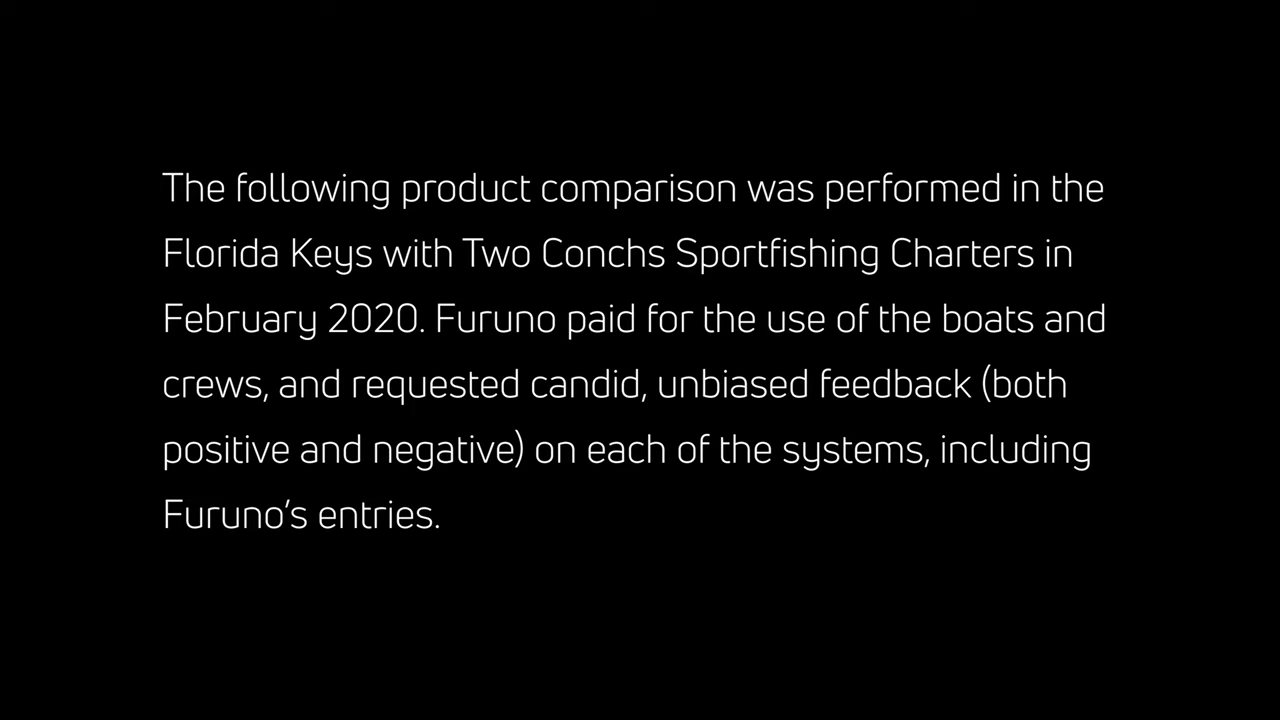 The following product comparison was performed in the
Florida Keys with Two Conchs Sportfishing Charters in
February 2020. Furuno paid for the use of the boats and
crews, and requested candid, unbiased feedback (both
positive and negative) on each of the systems, including
Furuno's entries.